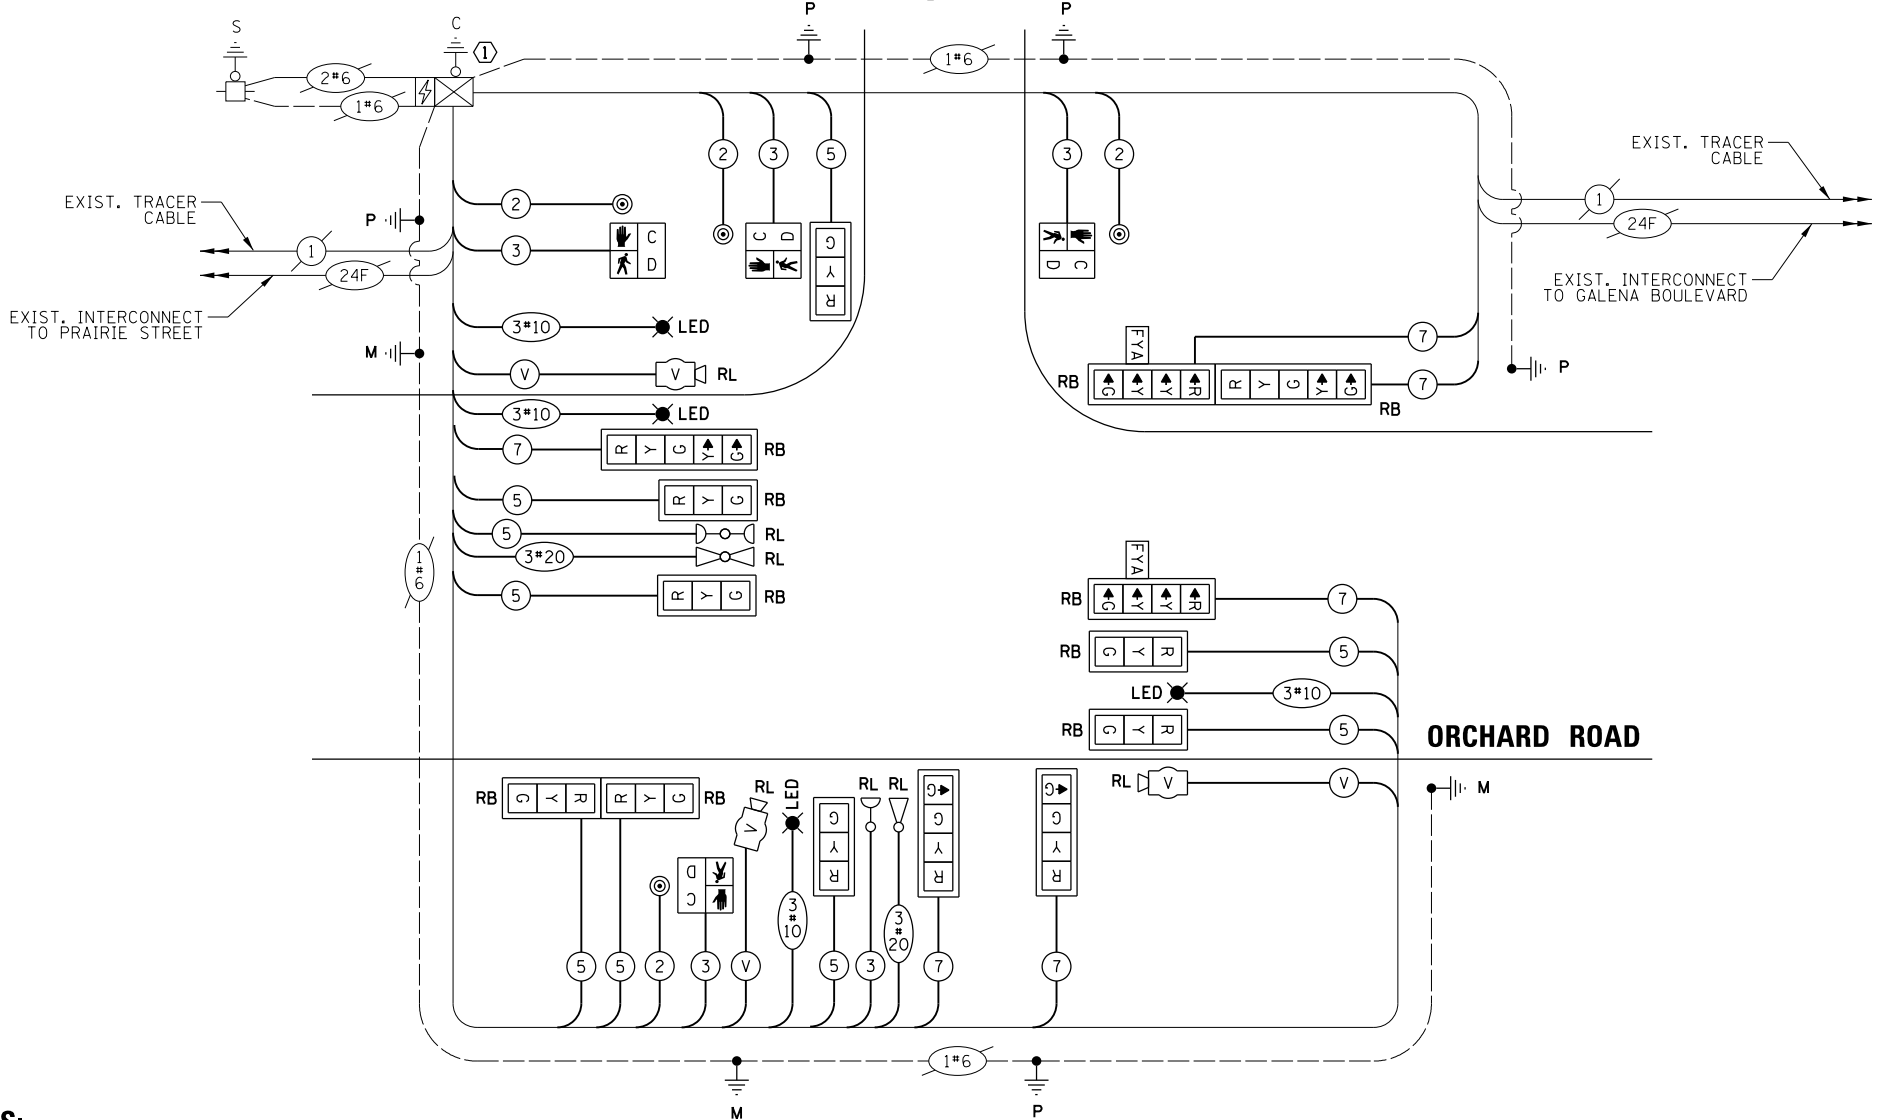 P
P
S
C
1
2#6
1#6
1#6
EXIST. TRACER
CABLE
EXIST. TRACER
CABLE
2
3
5
3
2
P
2
1
3
C
D
C
D
G
Y
R
D
C
1
24F
24F
EXIST. INTERCONNECT
TO PRAIRIE STREET
EXIST. INTERCONNECT
TO GALENA BOULEVARD
3#10
LED
M
V
V
RL
FYA
7
RB
G
Y
Y
R
R
Y
G
Y
G
7
P
RB
3#10
LED
7
R
Y
G
Y
G
RB
5
R
Y
G
RB
5
RL
3#20
RL
1
#
6
5
R
Y
G
RB
FYA
RB
G
Y
Y
R
7
RB
G
Y
R
5
LED
3#10
RB
G
Y
R
5
ORCHARD ROAD
RL
V
V
M
RB
G
Y
R
R
Y
G
RB
RL
V
LED
G
Y
R
RL
RL
G
G
Y
R
G
G
Y
R
D
C
3
#
10
3
#
20
5
5
2
3
V
5
3
7
7
1#6
M
P
S: